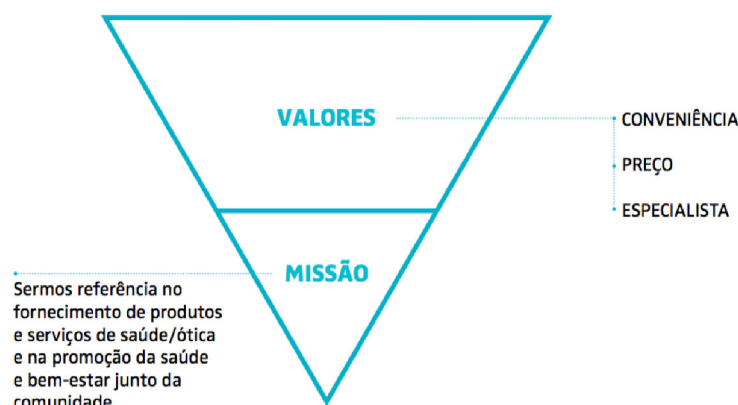 VALORES
CONVENIÊNCIA
PREÇO
ESPECIALISTA
MISSÃO
Sermos referência no
fornecimento de produtos
e serviços de saúde/ótica
e na promoção da saúde
e bem-estar junto da
comunidade